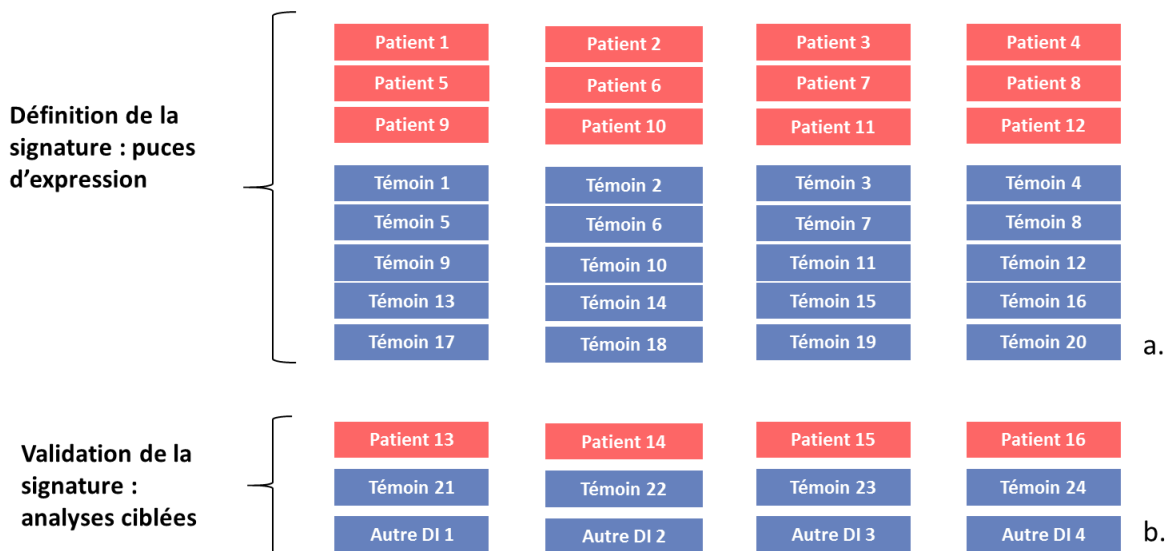 Définition de la
signature : puces
d’expression
Patient 1 Patient 2 Patient 3 Patient 4
Patient 5 Patient 6 Patient 7 Patient 8
Patient 9 Patient 10 Patient 11 Patient 12
Témoin 1 Témoin 2 Témoin 3 Témoin 4
Témoin 5 Témoin 6 Témoin 7 Témoin 8
Témoin 9 Témoin 10 Témoin 11 Témoin 12
Témoin 13 Témoin 14 Témoin 15 Témoin 16
Témoin 17 Témoin 18 Témoin 19 Témoin 20
a.
Validation de la
signature :
analyses ciblées
Patient 13 Patient 14 Patient 15 Patient 16
Témoin 21 Témoin 22 Témoin 23 Témoin 24
Autre DI 1 Autre DI 2 Autre DI 3 Autre DI 4
b.